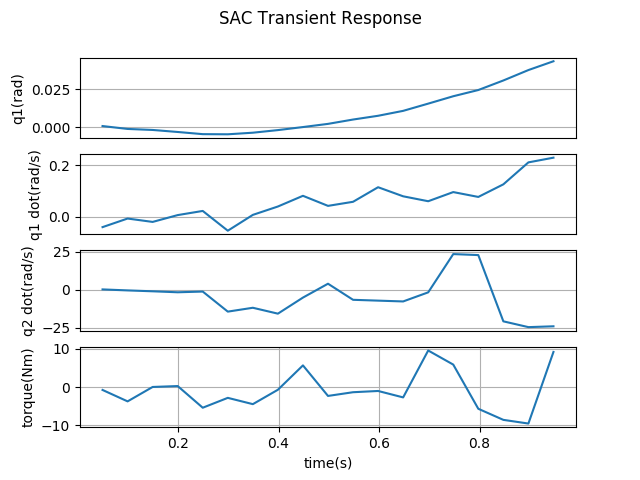 SAC Transient Response
q1(rad)
0.025
0.000
q1 dot(rad/s)
0.2
0.0
q2 dot(rad/s)
25
0
−25
torque(Nm)
10
0
−10
0.2 0.4 0.6 0.8
time(s)